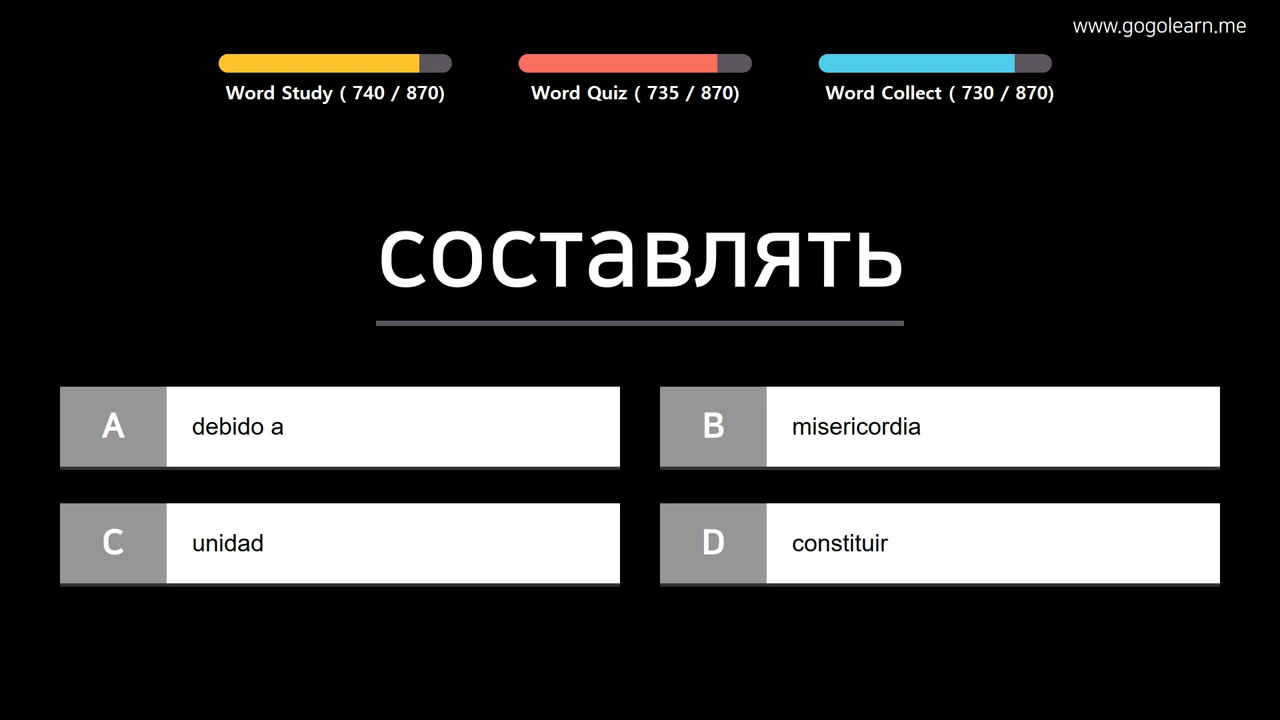 www.gogolearn.me
Word Study ( 740 / 870)
Word Quiz ( 735 / 870)
Word Collect ( 730 / 870)
составлять
A
debido a
B
misericordia
C
unidad
D
constituir